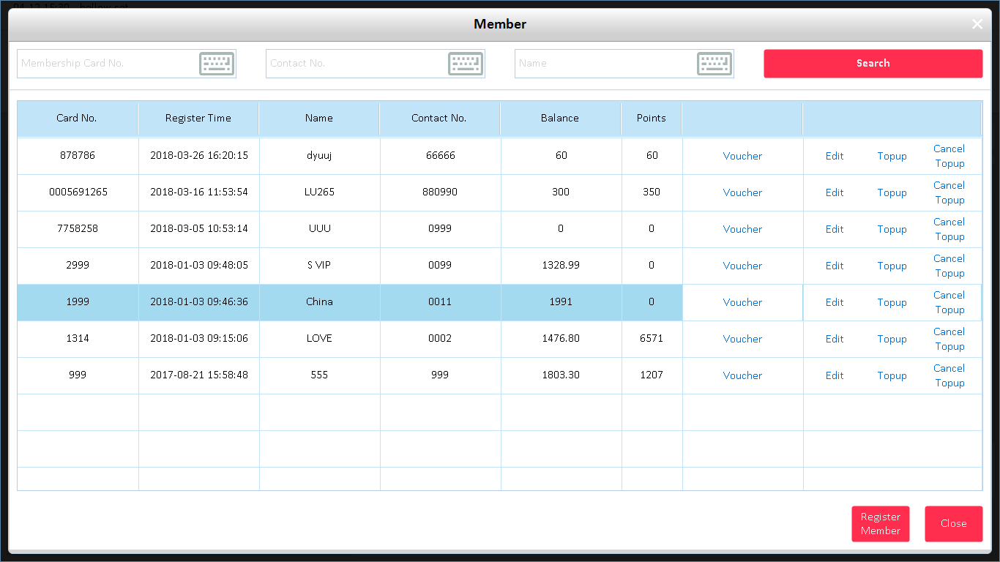 Member
Membership Card No.
Contact No.
Name
Search
Card No. Register Time Name Contact No. Balance Points
878786 2018-03-26 16:20:15 dyuuj 66666 60 60 Voucher Edit Topup Cancel Topup
0005691265 2018-03-16 11:53:54 LU265 880990 300 350 Voucher Edit Topup Cancel Topup
7758258 2018-03-05 10:53:14 UUU 0999 0 0 Voucher Edit Topup Cancel Topup
2999 2018-01-03 09:48:05 S VIP 0099 1328.99 0 Voucher Edit Topup Cancel Topup
1999 2018-01-03 09:46:36 China 0011 1991 0 Voucher Edit Topup Cancel Topup
1314 2018-01-03 09:15:06 LOVE 0002 1476.80 6571 Voucher Edit Topup Cancel Topup
999 2017-08-21 15:58:48 555 999 1803.30 1207 Voucher Edit Topup Cancel Topup
Register
Member
Close